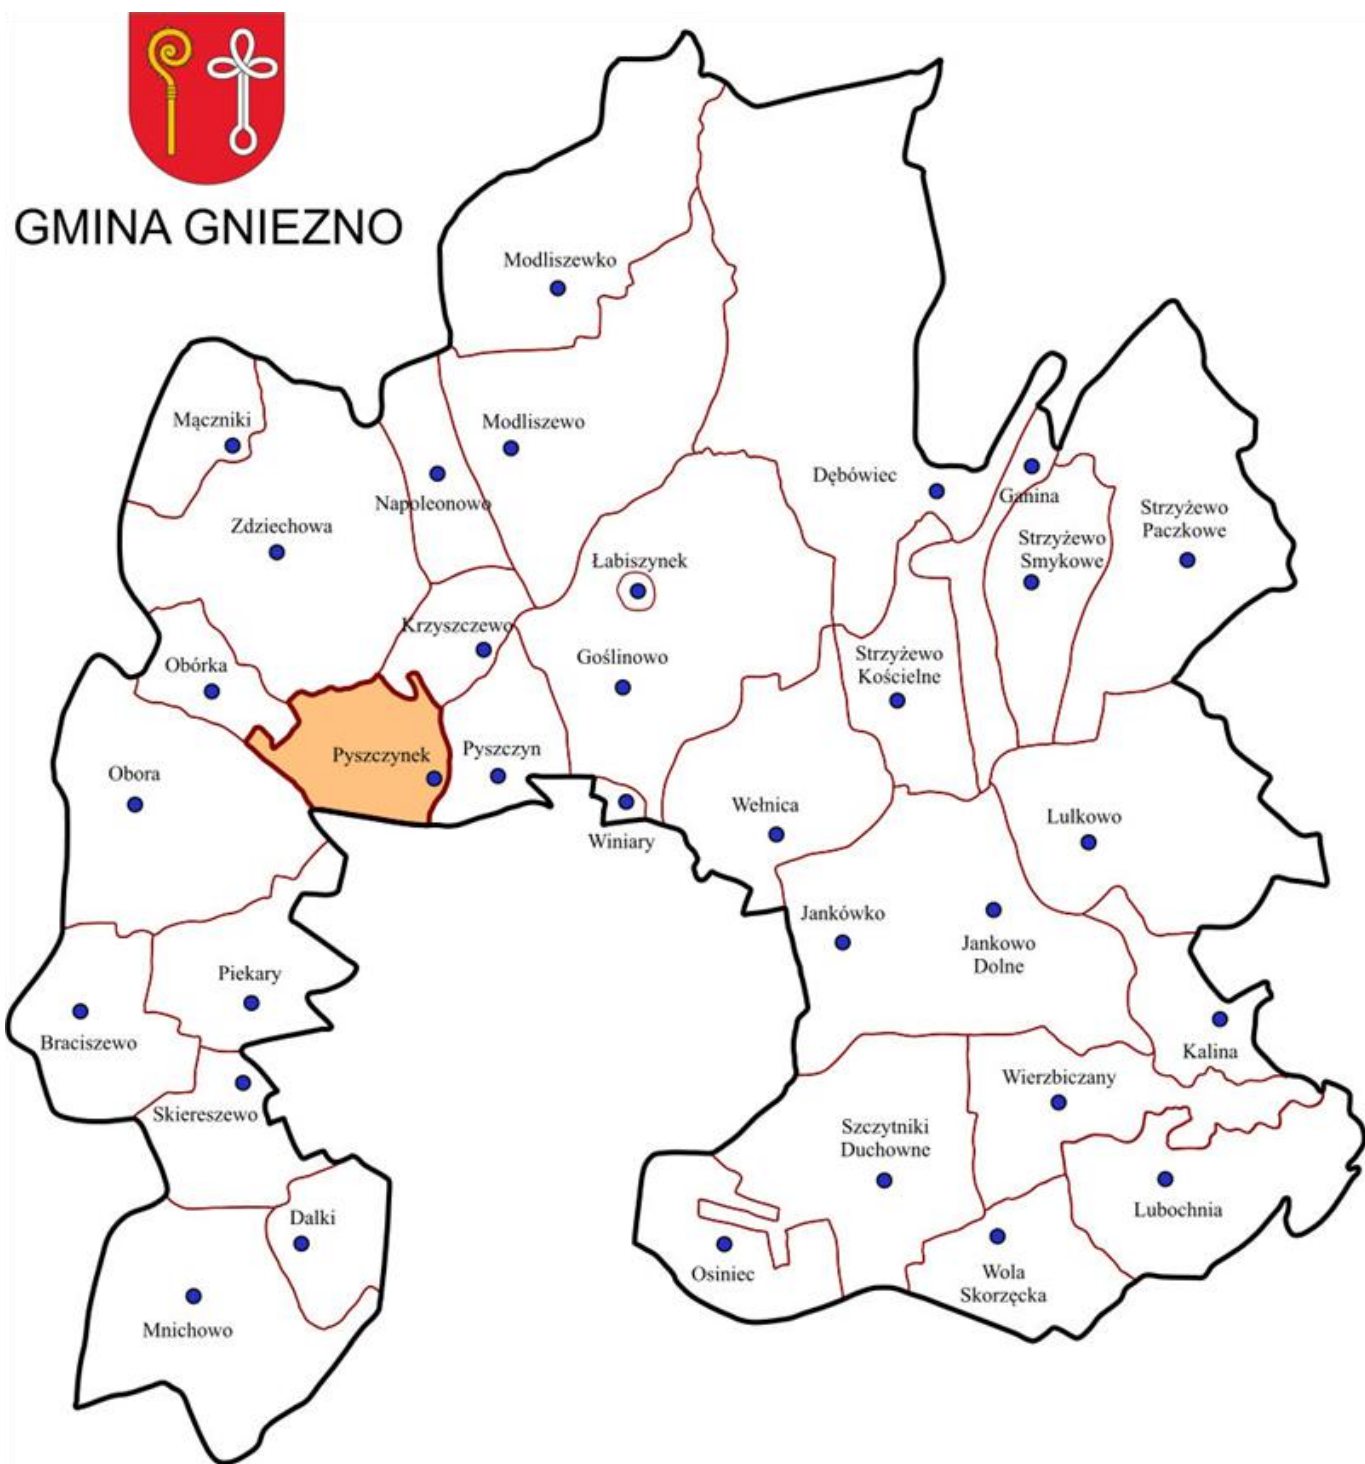 GMINA GNIEZNO
Modliszewko
Mączniki
Modliszewo
Napoleonowo
Dębówiec
Ganina
Strzyżewo
Paczkowe
Zdziechowa
Strzyżewo
Smykowe
Łabiszynek
Krzyszczewo
Goślinowo
Strzyżewo
Kościelne
Obórka
Pyszczynek
Pyszczyn
Obora
Winiary
Wełnica
Lulkowo
Jankówko
Jankowo
Dolne
Piekary
Braciszewo
Kalina
Skiereszewo
Wierzbiczany
Szczytniki
Duchowne
Lubochnia
Dalki
Osiniec
Wola
Skorzęcka
Mnichowo